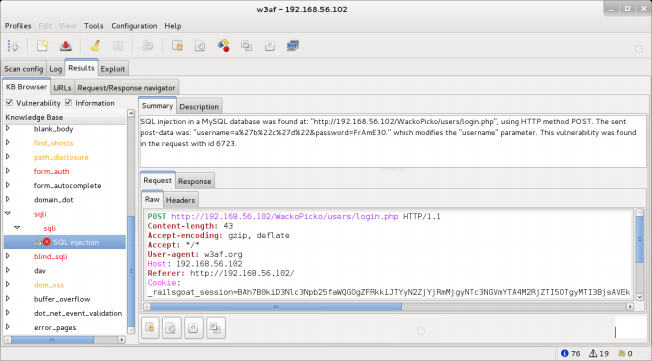 w3af - 192.168.56.102
Profiles Edit View Tools Configuration Help
Scan config Log Results Exploit
KB Browser URLs Request/Response navigator
Vulnerability Information
Knowledge Base
blank_body
find_vhosts
path_disclosure
form_auth
form_autocomplete
domain_dot
sqli
sqli
SQL injection
blind_sqli
dav
dom_xss
buffer_overflow
dot_net_event_validation
error_pages
Summary Description
SQL injection in a MySQL database was found at: "http://192.168.56.102/WackoPicko/users/login.php", using HTTP method POST. The sent
post-data was: "username=a%27b%22c%27d%22&password=FrAmE30." which modifies the "username" parameter. This vulnerability was found
in the request with id 6723.
Request Response
Raw Headers
POST http://192.168.56.102/WackoPicko/users/login.php HTTP/1.1
Content-length: 43
Accept-encoding: gzip, deflate
Accept: */*
User-agent: w3af.org
Host: 192.168.56.102
Referer: http://192.168.56.102/
Cookie:
76 19 0